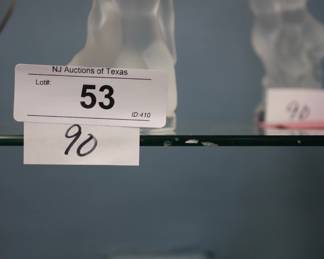 NJ Auctions of Texas
Lot#:
53
ID:410
90
90